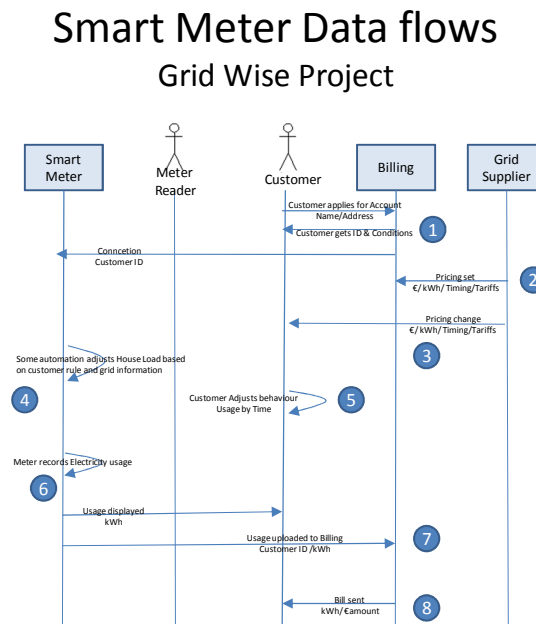 Smart Meter Data flows
Grid Wise Project
Smart
Meter
Meter
Reader
Customer
Billing
Grid
Supplier
Customer applies for Account
Name/Address
1
Customer gets ID & Conditions
Conncetion
Customer ID
Pricing set
€/ kWh/ Timing/Tariffs
2
Pricing change
€/ kWh/ Timing/Tariffs
3
Some automation adjusts House Load based
on customer rule and grid information
4
Customer Adjusts behaviour
Usage by Time
5
Meter records Electricity usage
6
Usage displayed
kWh
Usage uploaded to Billing
Customer ID /kWh
7
Bill sent
kWh/ €amount
8